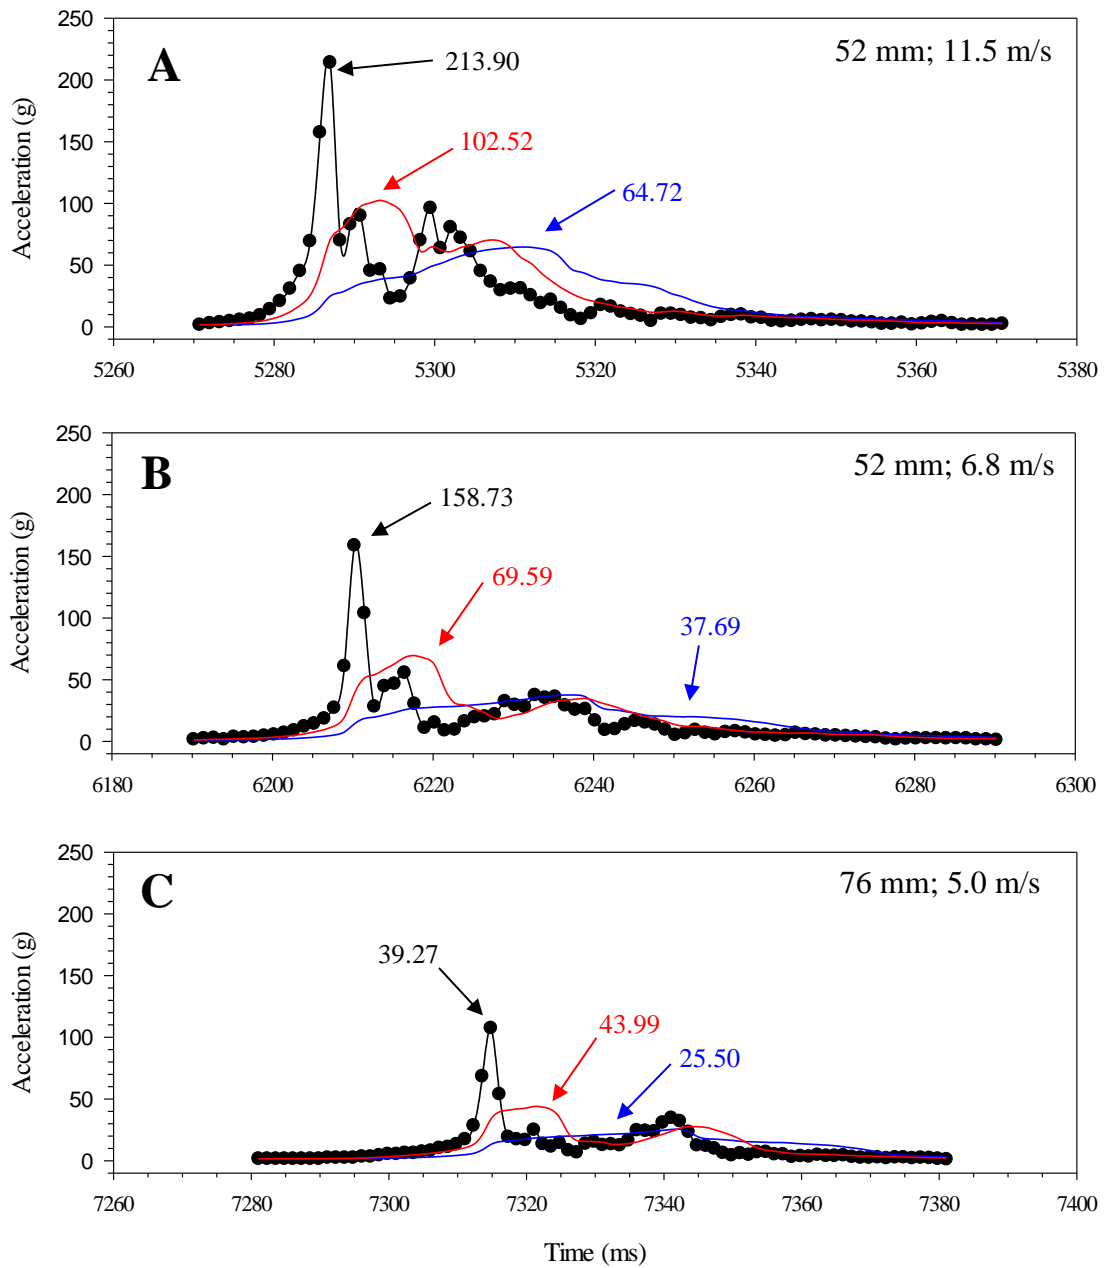 250
A
52 mm; 11.5 m/s
213.90
200
150
102.52
Acceleration (g)
100
64.72
50
0
5260 5280 5300 5320 5340 5360 5380
250
B
52 mm; 6.8 m/s
158.73
200
150
69.59
Acceleration (g)
100
37.69
50
0
6180 6200 6220 6240 6260 6280 6300
250
C
76 mm; 5.0 m/s
200
39.27
150
Acceleration (g)
43.99
100
25.50
50
0
7260 7280 7300 7320 7340 7360 7380 7400
Time (ms)